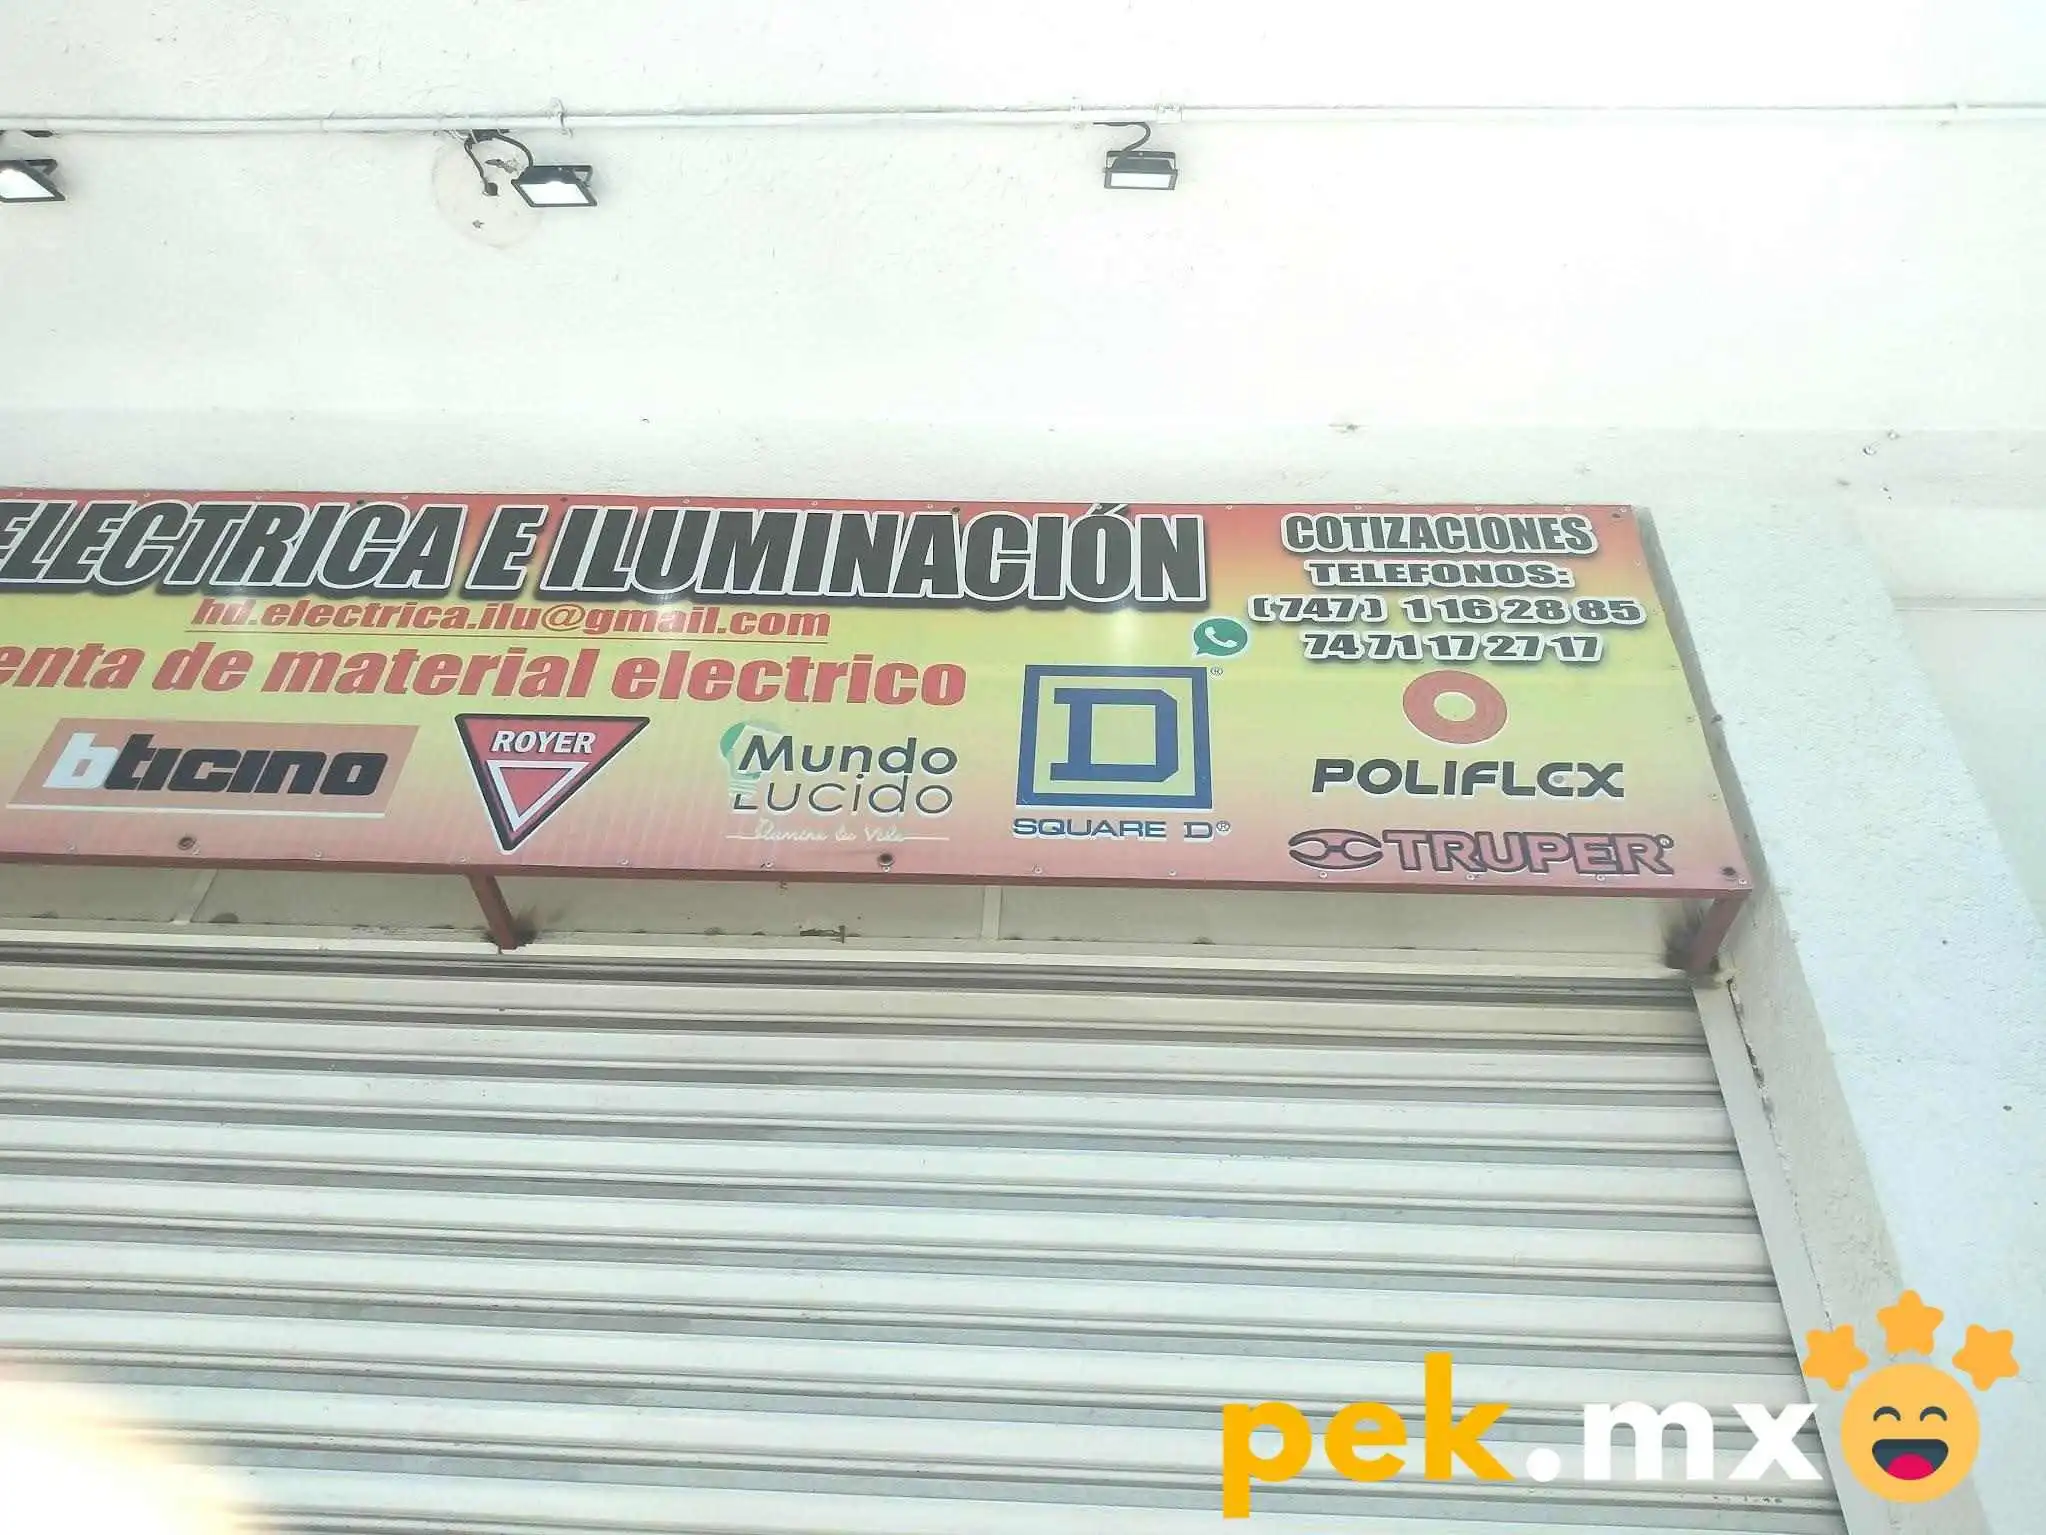 ELECTRICA E ILUMINACIÓN
hd.electrica.ilu@gmail.com
enta de material electrico
bticino
ROYER
Mundo
Lucido
SQUARE D®
COTIZACIONES
TELEFONOS:
(747) 116 28 85
74 71 17 27 17
POLIFLEX
TRUPER®
pek.mx